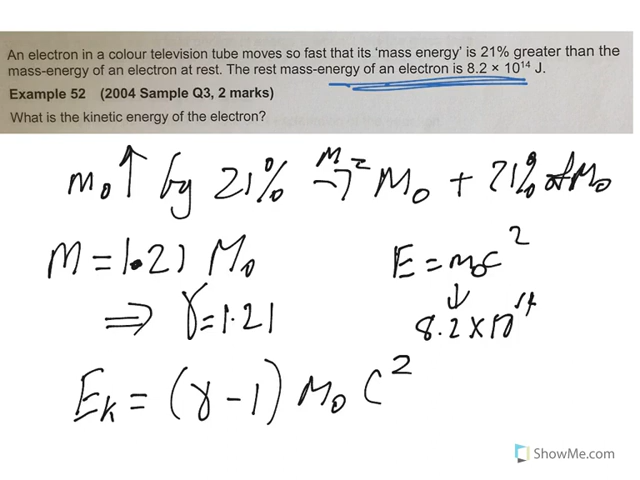 An electron in a colour television tube moves so fast that its 'mass energy' is 21% greater than the
mass-energy of an electron at rest. The rest mass-energy of an electron is 8.2 × 10¹⁴ J.
Example 52 (2004 Sample Q3, 2 marks)
What is the kinetic energy of the electron?
m₀↑ by 21% ⇒ M = M₀ + 21% of M₀
M = 1.21 M₀
E = m₀c²
⇒ γ = 1.21
↓
8.2 × 10¹⁴
Eₖ = (γ - 1) M₀ C²
ShowMe.com